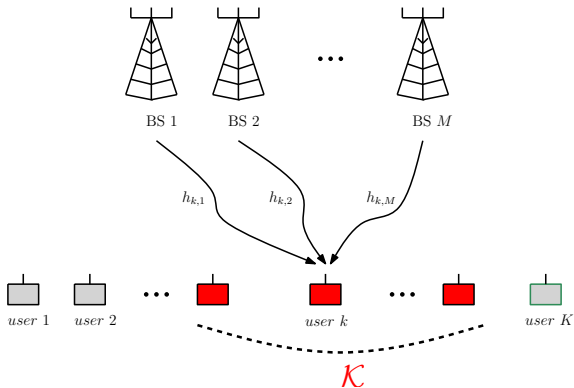 BS 1 BS 2 ... BS M
h_{k,1} h_{k,2} h_{k,M}
... ...
user 1 user 2 user k user K
𝒦